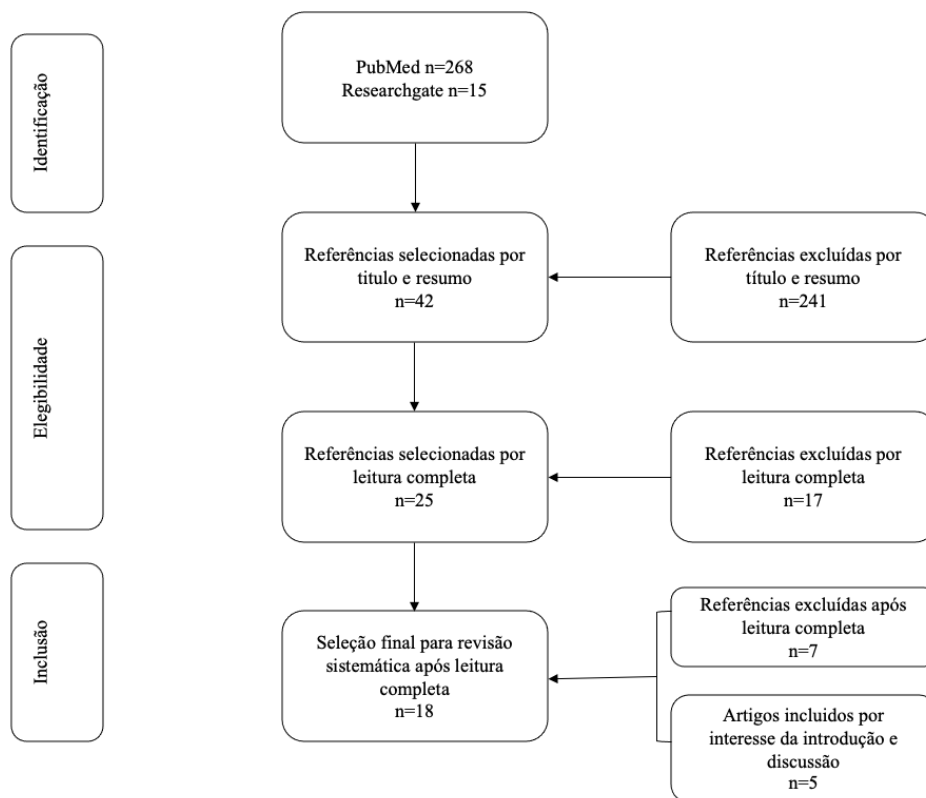 Identificação
PubMed n=268
Researchgate n=15
Elegibilidade
Referências selecionadas por
titulo e resumo
n=42
Referências excluídas por
título e resumo
n=241
Referências selecionadas por
leitura completa
n=25
Referências excluídas por
leitura completa
n=17
Inclusão
Seleção final para revisão
sistemática após leitura
completa
n=18
Referências excluídas após
leitura completa
n=7
Artigos incluidos por
interesse da introdução e
discussão
n=5